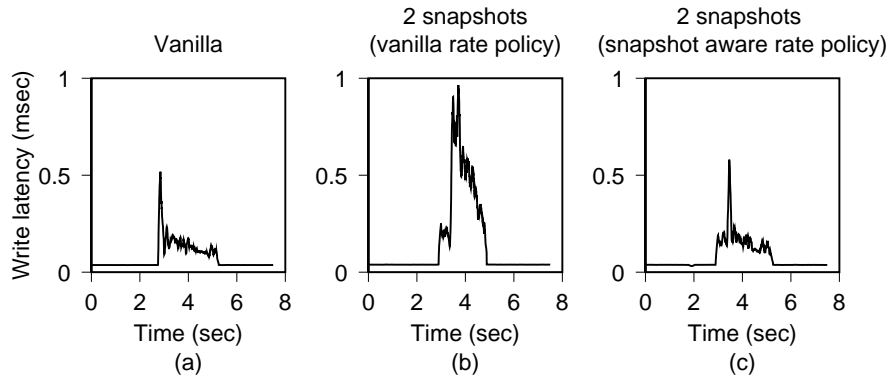 Vanilla
2 snapshots
(vanilla rate policy)
2 snapshots
(snapshot aware rate policy)
Write latency (msec)
1
0.5
0
0 2 4 6 8
Time (sec)
(a)
1
0.5
0
0 2 4 6 8
Time (sec)
(b)
1
0.5
0
0 2 4 6 8
Time (sec)
(c)